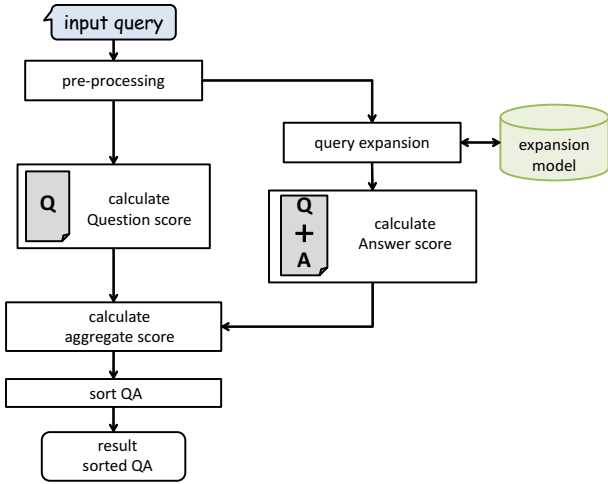 input query
pre-processing
query expansion
expansion
model
Q
calculate
Question score
Q
+
A
calculate
Answer score
calculate
aggregate score
sort QA
result
sorted QA